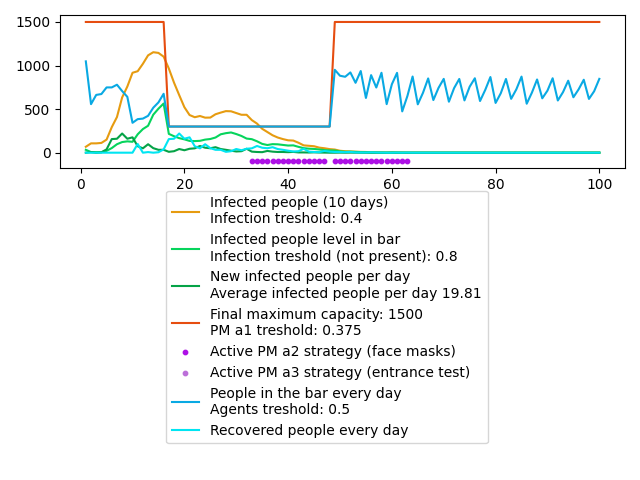 1500
1000
500
0
0
20
40
60
80
100
Infected people (10 days)
Infection treshold: 0.4
Infected people level in bar
Infection treshold (not present): 0.8
New infected people per day
Average infected people per day 19.81
Final maximum capacity: 1500
PM a1 treshold: 0.375
Active PM a2 strategy (face masks)
Active PM a3 strategy (entrance test)
People in the bar every day
Agents treshold: 0.5
Recovered people every day